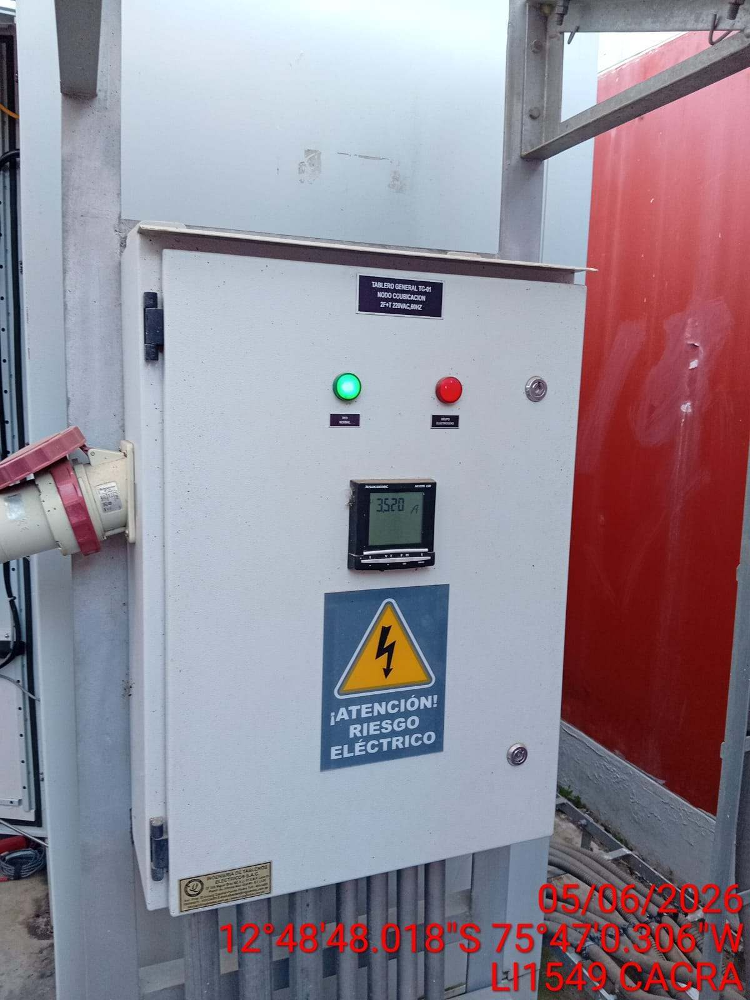 TABLERO GENERAL TG-01
NODO COUBICACION
2F+T 220VAC,60HZ
RED
NORMAL
GRUPO
ELECTROGENO
socomec
3,520 A
¡ATENCIÓN!
RIESGO
ELÉCTRICO
INGENIERIA DE TABLEROS
ELECTRICOS S.A.C.
05/06/2026
12°48'48.018"S 75°47'0.306"W
LI1549 CACRA